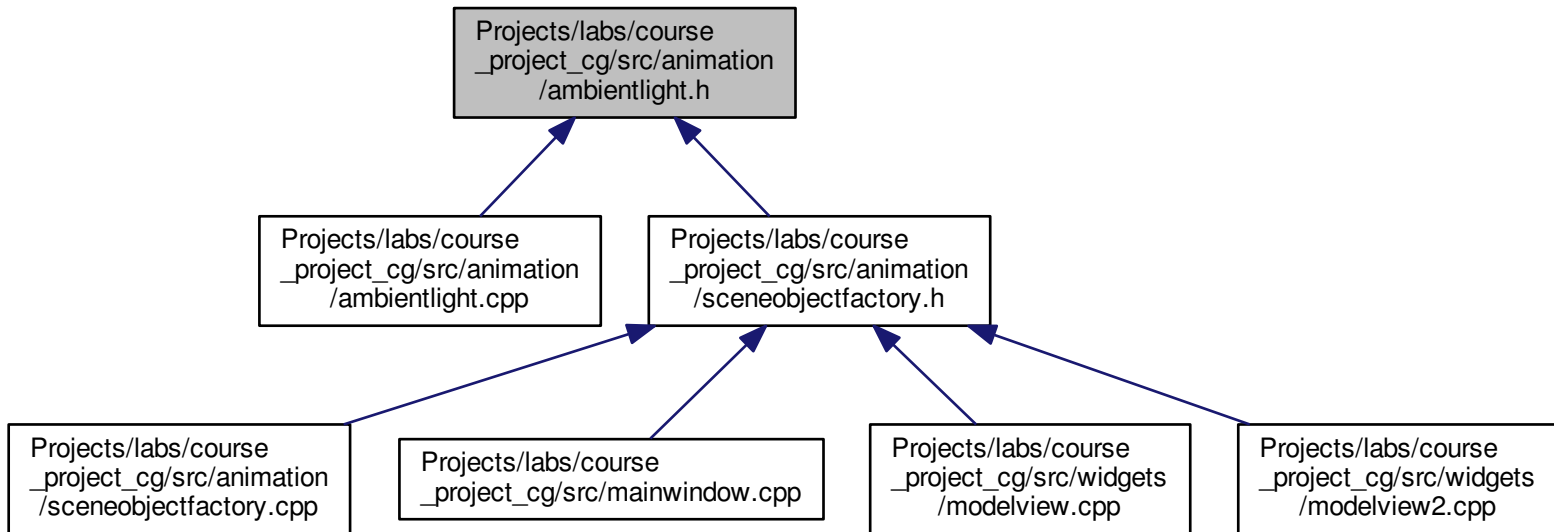 Projects/labs/course
_project_cg/src/animation
/ambientlight.h
Projects/labs/course
_project_cg/src/animation
/ambientlight.cpp
Projects/labs/course
_project_cg/src/animation
/sceneobjectfactory.h
Projects/labs/course
_project_cg/src/animation
/sceneobjectfactory.cpp
Projects/labs/course
_project_cg/src/mainwindow.cpp
Projects/labs/course
_project_cg/src/widgets
/modelview.cpp
Projects/labs/course
_project_cg/src/widgets
/modelview2.cpp